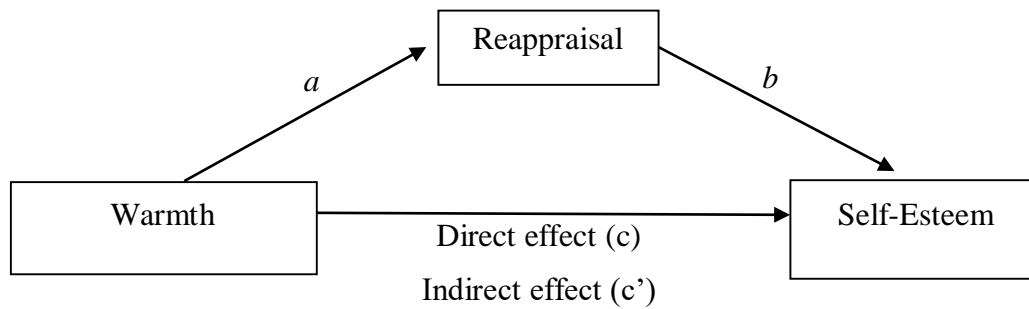 Reappraisal
a
b
Warmth
Self-Esteem
Direct effect (c)
Indirect effect (c’)